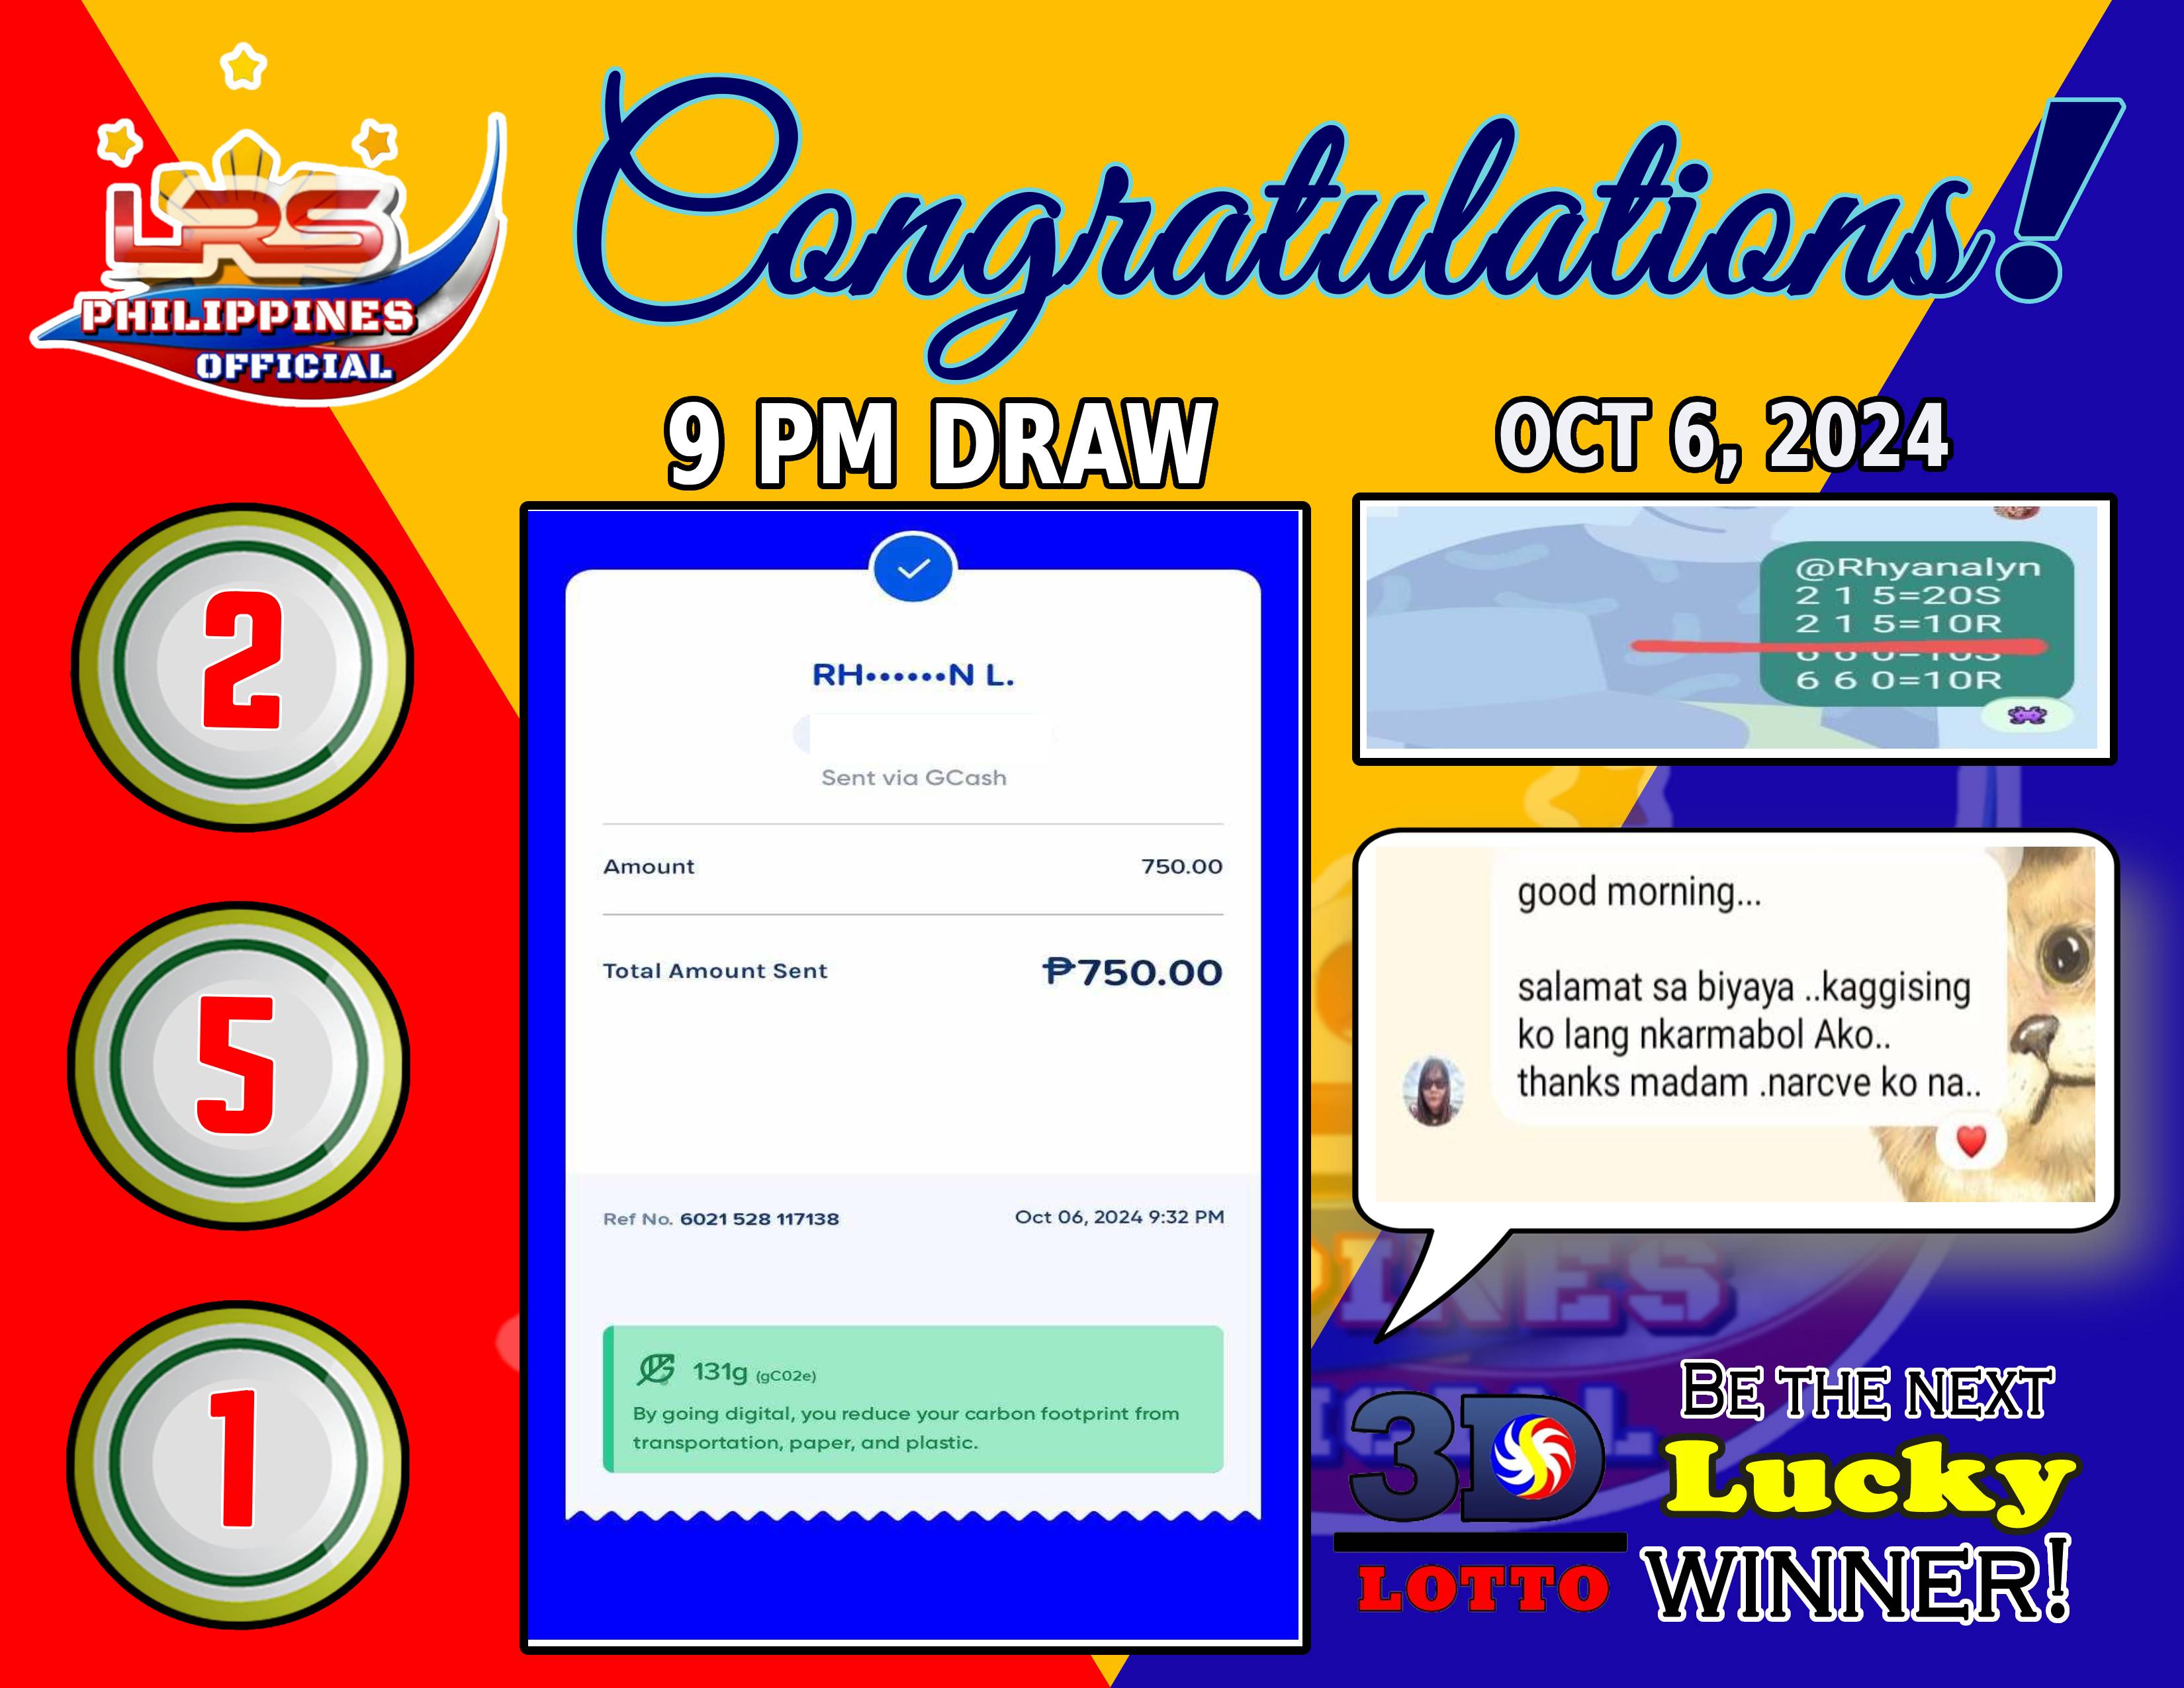 LRS
PHILIPPINES
OFFICIAL
Congratulations!
9 PM DRAW
OCT 6, 2024
2
5
1
RH••••••N L.
Sent via GCash
Amount 750.00
Total Amount Sent ₱750.00
Ref No. 6021 528 117138 Oct 06, 2024 9:32 PM
131g (gCO2e)
By going digital, you reduce your carbon footprint from
transportation, paper, and plastic.
@Rhyanalyn
2 1 5=20S
2 1 5=10R
6 6 0=10S
6 6 0=10R
good morning...
salamat sa biyaya ..kaggising
ko lang nkarmabol Ako..
thanks madam .narcve ko na..
3D
LOTTO
BE THE NEXT
Lucky
WINNER!